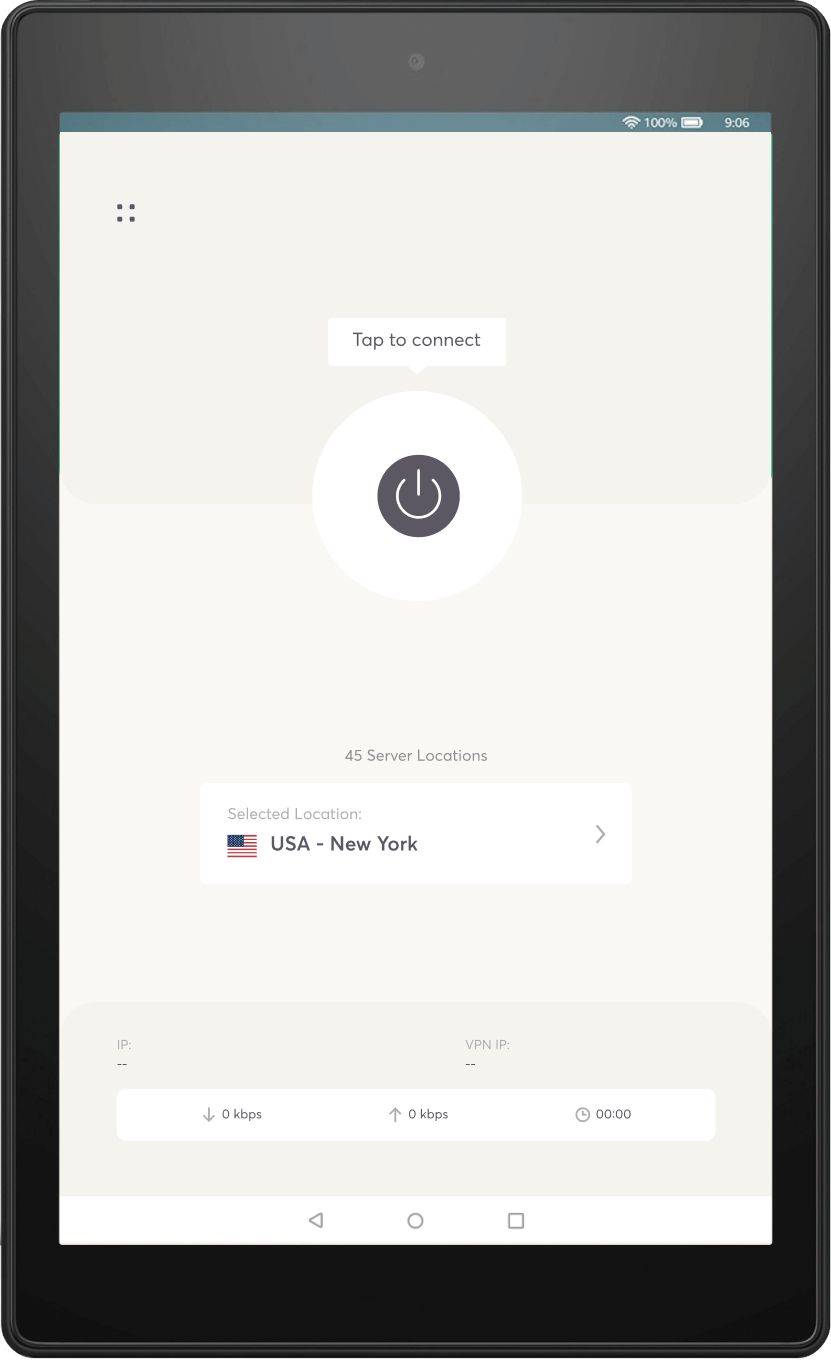 100% 9:06
Tap to connect
45 Server Locations
Selected Location:
USA - New York
IP:
--
VPN IP:
--
0 kbps
0 kbps
00:00